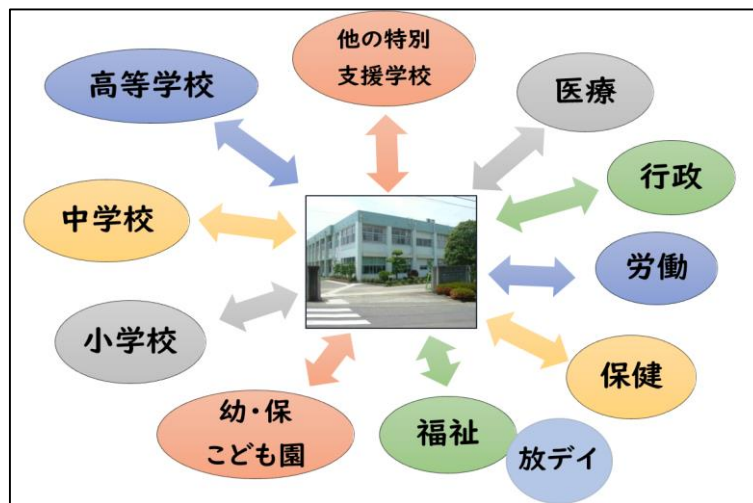 他の特別
支援学校
高等学校
医療
行政
中学校
労働
小学校
保健
幼・保
こども園
福祉
放デイ